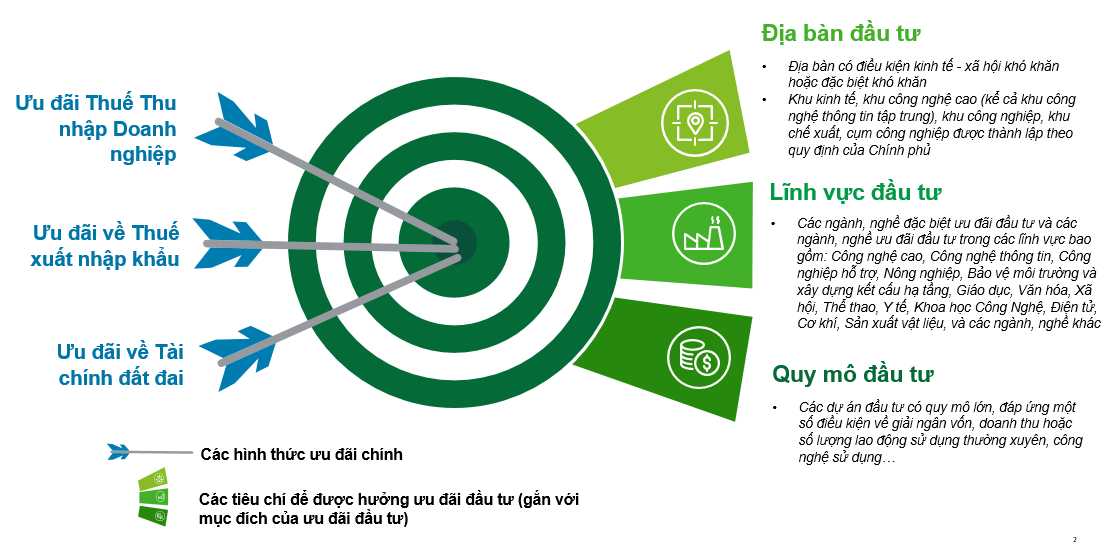 Ưu đãi Thuế Thu
nhập Doanh
nghiệp
Ưu đãi về Thuế
xuất nhập khẩu
Ưu đãi về Tài
chính đất đai
Địa bàn đầu tư
• Địa bàn có điều kiện kinh tế - xã hội khó khăn
hoặc đặc biệt khó khăn
• Khu kinh tế, khu công nghệ cao (kể cả khu công
nghệ thông tin tập trung), khu công nghiệp, khu
chế xuất, cụm công nghiệp được thành lập theo
quy định của Chính phủ
Lĩnh vực đầu tư
• Các ngành, nghề đặc biệt ưu đãi đầu tư và các
ngành, nghề ưu đãi đầu tư trong các lĩnh vực bao
gồm: Công nghệ cao, Công nghệ thông tin, Công
nghiệp hỗ trợ, Nông nghiệp, Bảo vệ môi trường và
xây dựng kết cấu hạ tầng, Giáo dục, Văn hóa, Xã
hội, Thể thao, Y tế, Khoa học Công Nghệ, Điện tử,
Cơ khí, Sản xuất vật liệu, và các ngành, nghề khác
Quy mô đầu tư
• Các dự án đầu tư có quy mô lớn, đáp ứng một
số điều kiện về giải ngân vốn, doanh thu hoặc
số lượng lao động sử dụng thường xuyên, công
nghệ sử dụng…
$
Các hình thức ưu đãi chính
Các tiêu chí để được hưởng ưu đãi đầu tư (gắn với
mục đích của ưu đãi đầu tư)
2